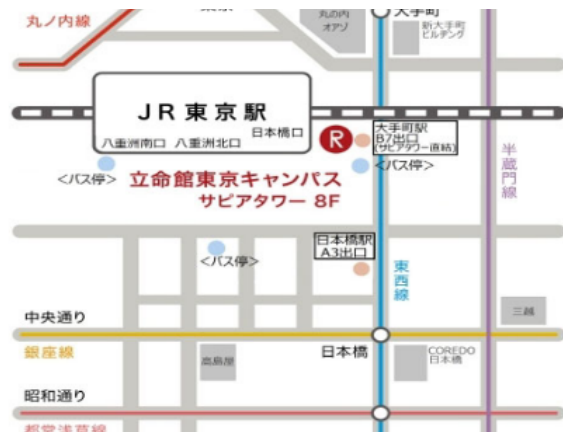 丸ノ内線
丸の内
オアゾ
大手町
新大手町
ビルヂング
JR東京駅
八重洲南口 八重洲北口
日本橋口
R
大手町駅
B7出口
(サピアタワー直結)
<バス停>
立命館東京キャンパス
<バス停>
サピアタワー 8F
半蔵門線
日本橋駅
A3出口
<バス停>
東西線
三越
中央通り
銀座線
高島屋
日本橋
COREDO
日本橋
昭和通り
都営浅草線